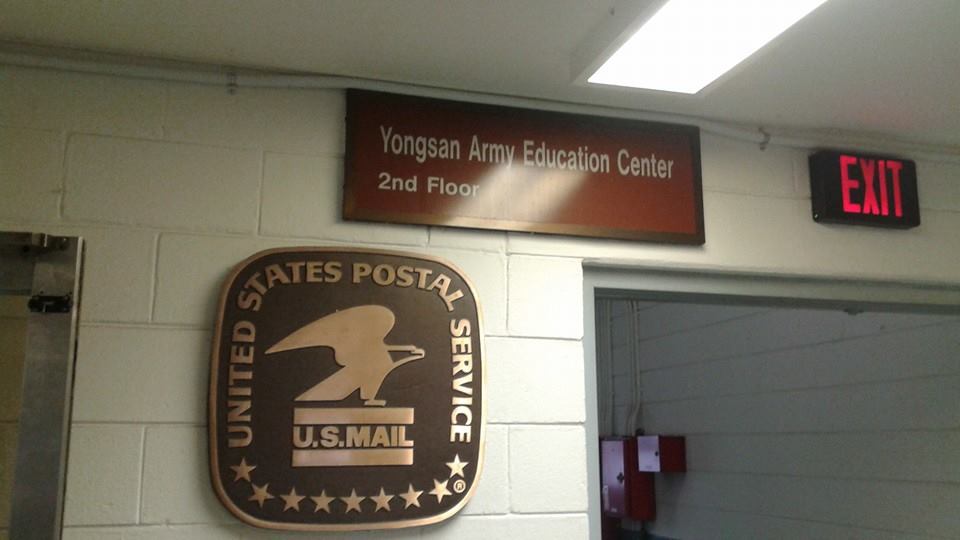 Yongsan Army Education Center
2nd Floor
EXIT
UNITED STATES POSTAL SERVICE
U.S.MAIL
®